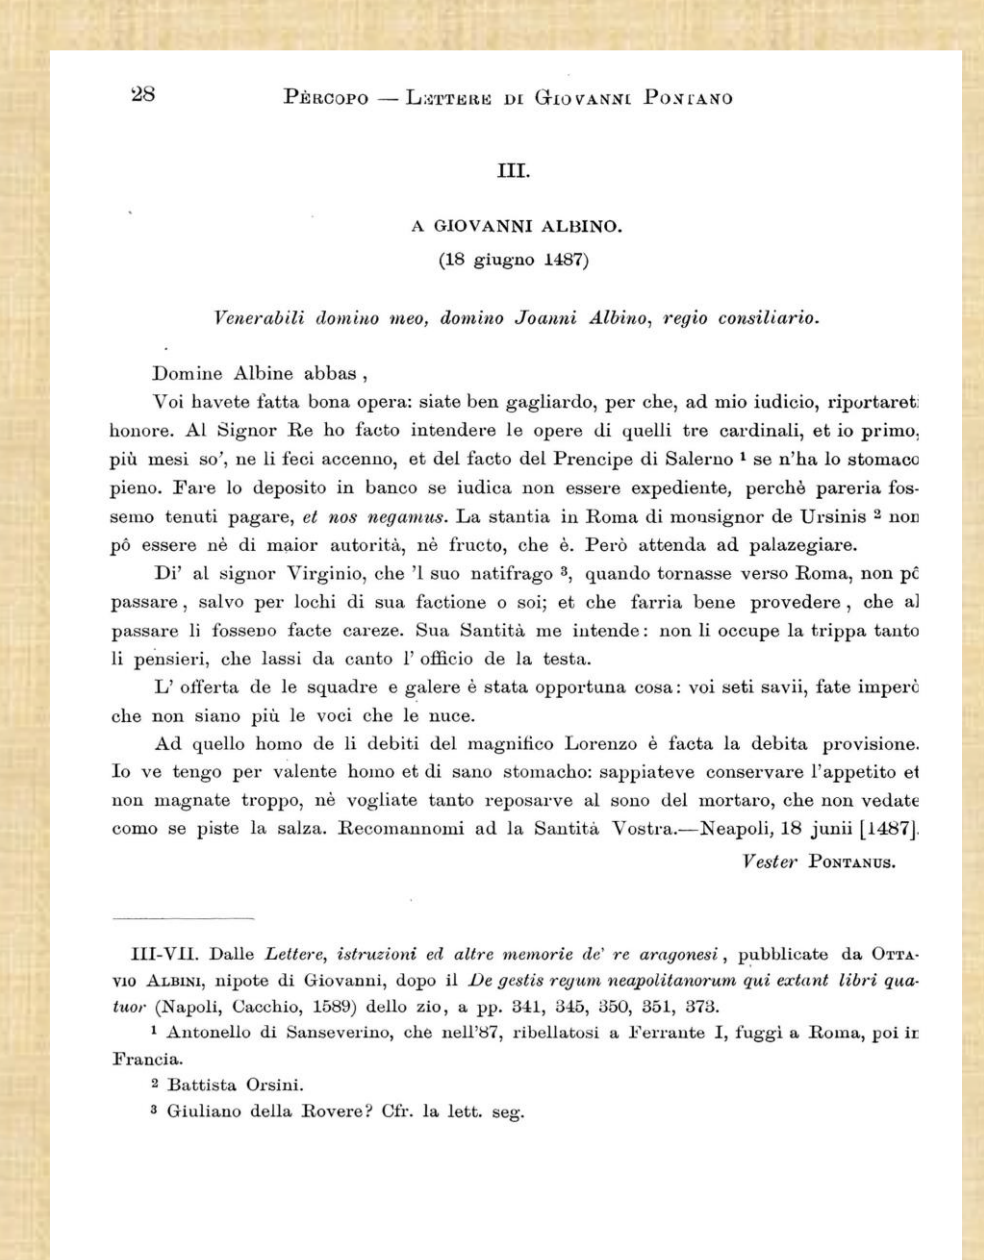 28
PÈRCOPO — LETTERE DI GIOVANNI PONTANO
III.
A GIOVANNI ALBINO.
(18 giugno 1487)
Venerabili domino meo, domino Joanni Albino, regio consiliario.
Domine Albine abbas ,
Voi havete fatta bona opera: siate ben gagliardo, per che, ad mio iudicio, riportareti
honore. Al Signor Re ho facto intendere le opere di quelli tre cardinali, et io primo,
più mesi so', ne li feci accenno, et del facto del Prencipe di Salerno ¹ se n'ha lo stomaco
pieno. Fare lo deposito in banco se iudica non essere expediente, perchè pareria fos-
semo tenuti pagare, et nos negamus. La stantia in Roma di monsignor de Ursinis ² non
pô essere nè di maior autorità, nè fructo, che è. Però attenda ad palazegiare.
Di' al signor Virginio, che 'l suo natifrago ³, quando tornasse verso Roma, non pô
passare , salvo per lochi di sua factione o soi; et che farria bene provedere , che al
passare li fosseno facte careze. Sua Santità me intende: non li occupe la trippa tanto
li pensieri, che lassi da canto l' officio de la testa.
L' offerta de le squadre e galere è stata opportuna cosa: voi seti savii, fate imperò
che non siano più le voci che le nuce.
Ad quello homo de li debiti del magnifico Lorenzo è facta la debita provisione.
Io ve tengo per valente homo et di sano stomacho: sappiateve conservare l'appetito et
non magnate troppo, nè vogliate tanto reposarve al sono del mortaro, che non vedate
como se piste la salza. Recomannomi ad la Santità Vostra.—Neapoli, 18 junii [1487].
Vester PONTANUS.
III-VII. Dalle Lettere, istruzioni ed altre memorie de' re aragonesi , pubblicate da OTTA-
VIO ALBINI, nipote di Giovanni, dopo il De gestis regum neapolitanorum qui extant libri qua-
tuor (Napoli, Cacchio, 1589) dello zio, a pp. 341, 345, 350, 351, 373.
¹ Antonello di Sanseverino, che nell'87, ribellatosi a Ferrante I, fuggì a Roma, poi in
Francia.
² Battista Orsini.
³ Giuliano della Rovere? Cfr. la lett. seg.